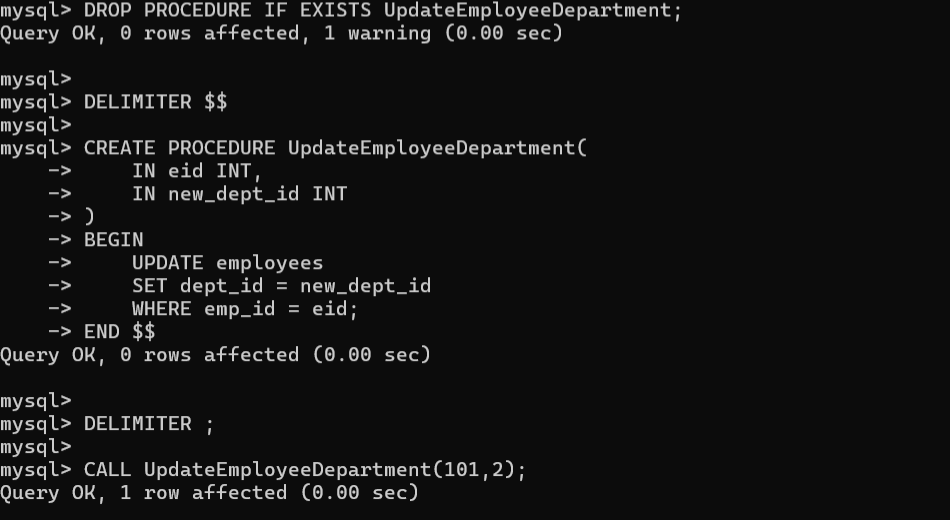 mysql> DROP PROCEDURE IF EXISTS UpdateEmployeeDepartment;
Query OK, 0 rows affected, 1 warning (0.00 sec)

mysql>
mysql> DELIMITER $$
mysql>
mysql> CREATE PROCEDURE UpdateEmployeeDepartment(
    ->     IN eid INT,
    ->     IN new_dept_id INT
    -> )
    -> BEGIN
    ->     UPDATE employees
    ->     SET dept_id = new_dept_id
    ->     WHERE emp_id = eid;
    -> END $$
Query OK, 0 rows affected (0.00 sec)

mysql>
mysql> DELIMITER ;
mysql>
mysql> CALL UpdateEmployeeDepartment(101,2);
Query OK, 1 row affected (0.00 sec)